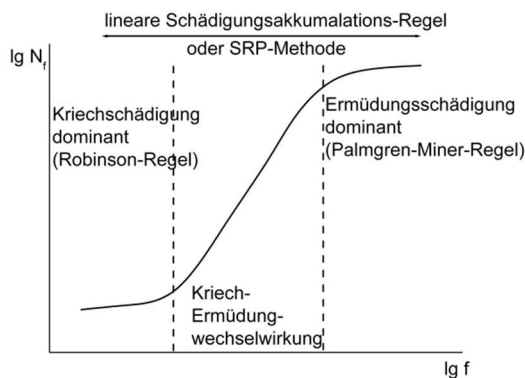 lineare Schädigungsakkumalations-Regel
oder SRP-Methode
lg N_f
Kriechschädigung
dominant
(Robinson-Regel)
Ermüdungsschädigung
dominant
(Palmgren-Miner-Regel)
Kriech-
Ermüdung-
wechselwirkung
lg f